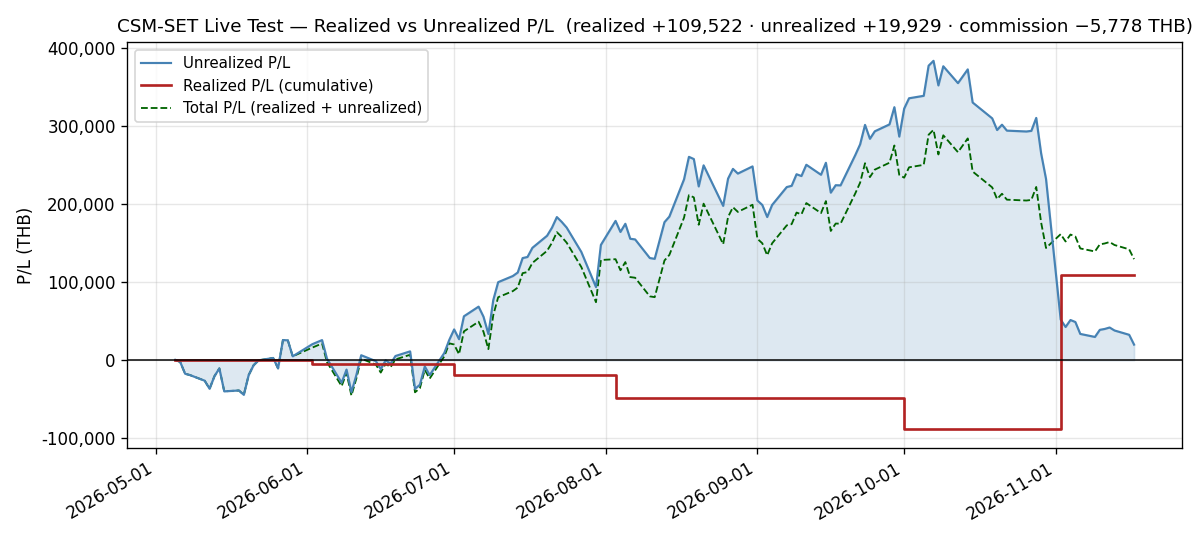 CSM-SET Live Test — Realized vs Unrealized P/L  (realized +109,522 · unrealized +19,929 · commission −5,778 THB)
Unrealized P/L
Realized P/L (cumulative)
Total P/L (realized + unrealized)
P/L (THB)
400,000
300,000
200,000
100,000
0
-100,000
2026-05-01
2026-06-01
2026-07-01
2026-08-01
2026-09-01
2026-10-01
2026-11-01